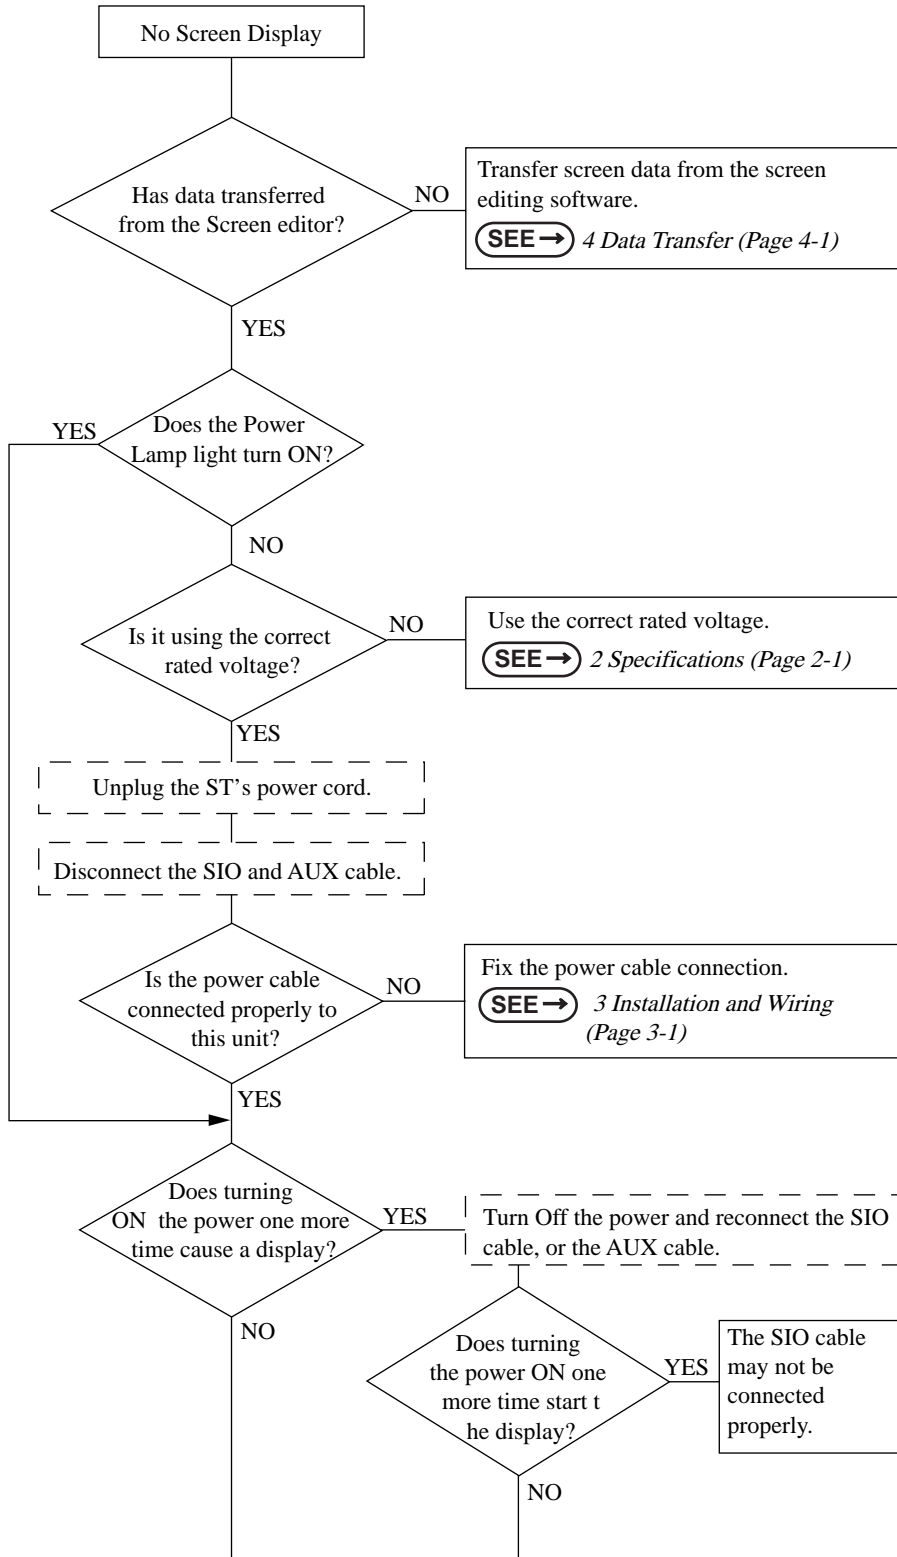 No Screen Display
Has data transferred
from the Screen editor?
NO
Transfer screen data from the screen
editing software.
SEE→ 4 Data Transfer (Page 4-1)
YES
YES
Does the Power
Lamp light turn ON?
NO
Is it using the correct
rated voltage?
NO
Use the correct rated voltage.
SEE→ 2 Specifications (Page 2-1)
YES
Unplug the ST’s power cord.
Disconnect the SIO and AUX cable.
Is the power cable
connected properly to
this unit?
NO
Fix the power cable connection.
SEE→ 3 Installation and Wiring
(Page 3-1)
YES
Does turning
ON the power one more
time cause a display?
YES
Turn Off the power and reconnect the SIO
cable, or the AUX cable.
NO
Does turning
the power ON one
more time start t
he display?
YES
The SIO cable
may not be
connected
properly.
NO